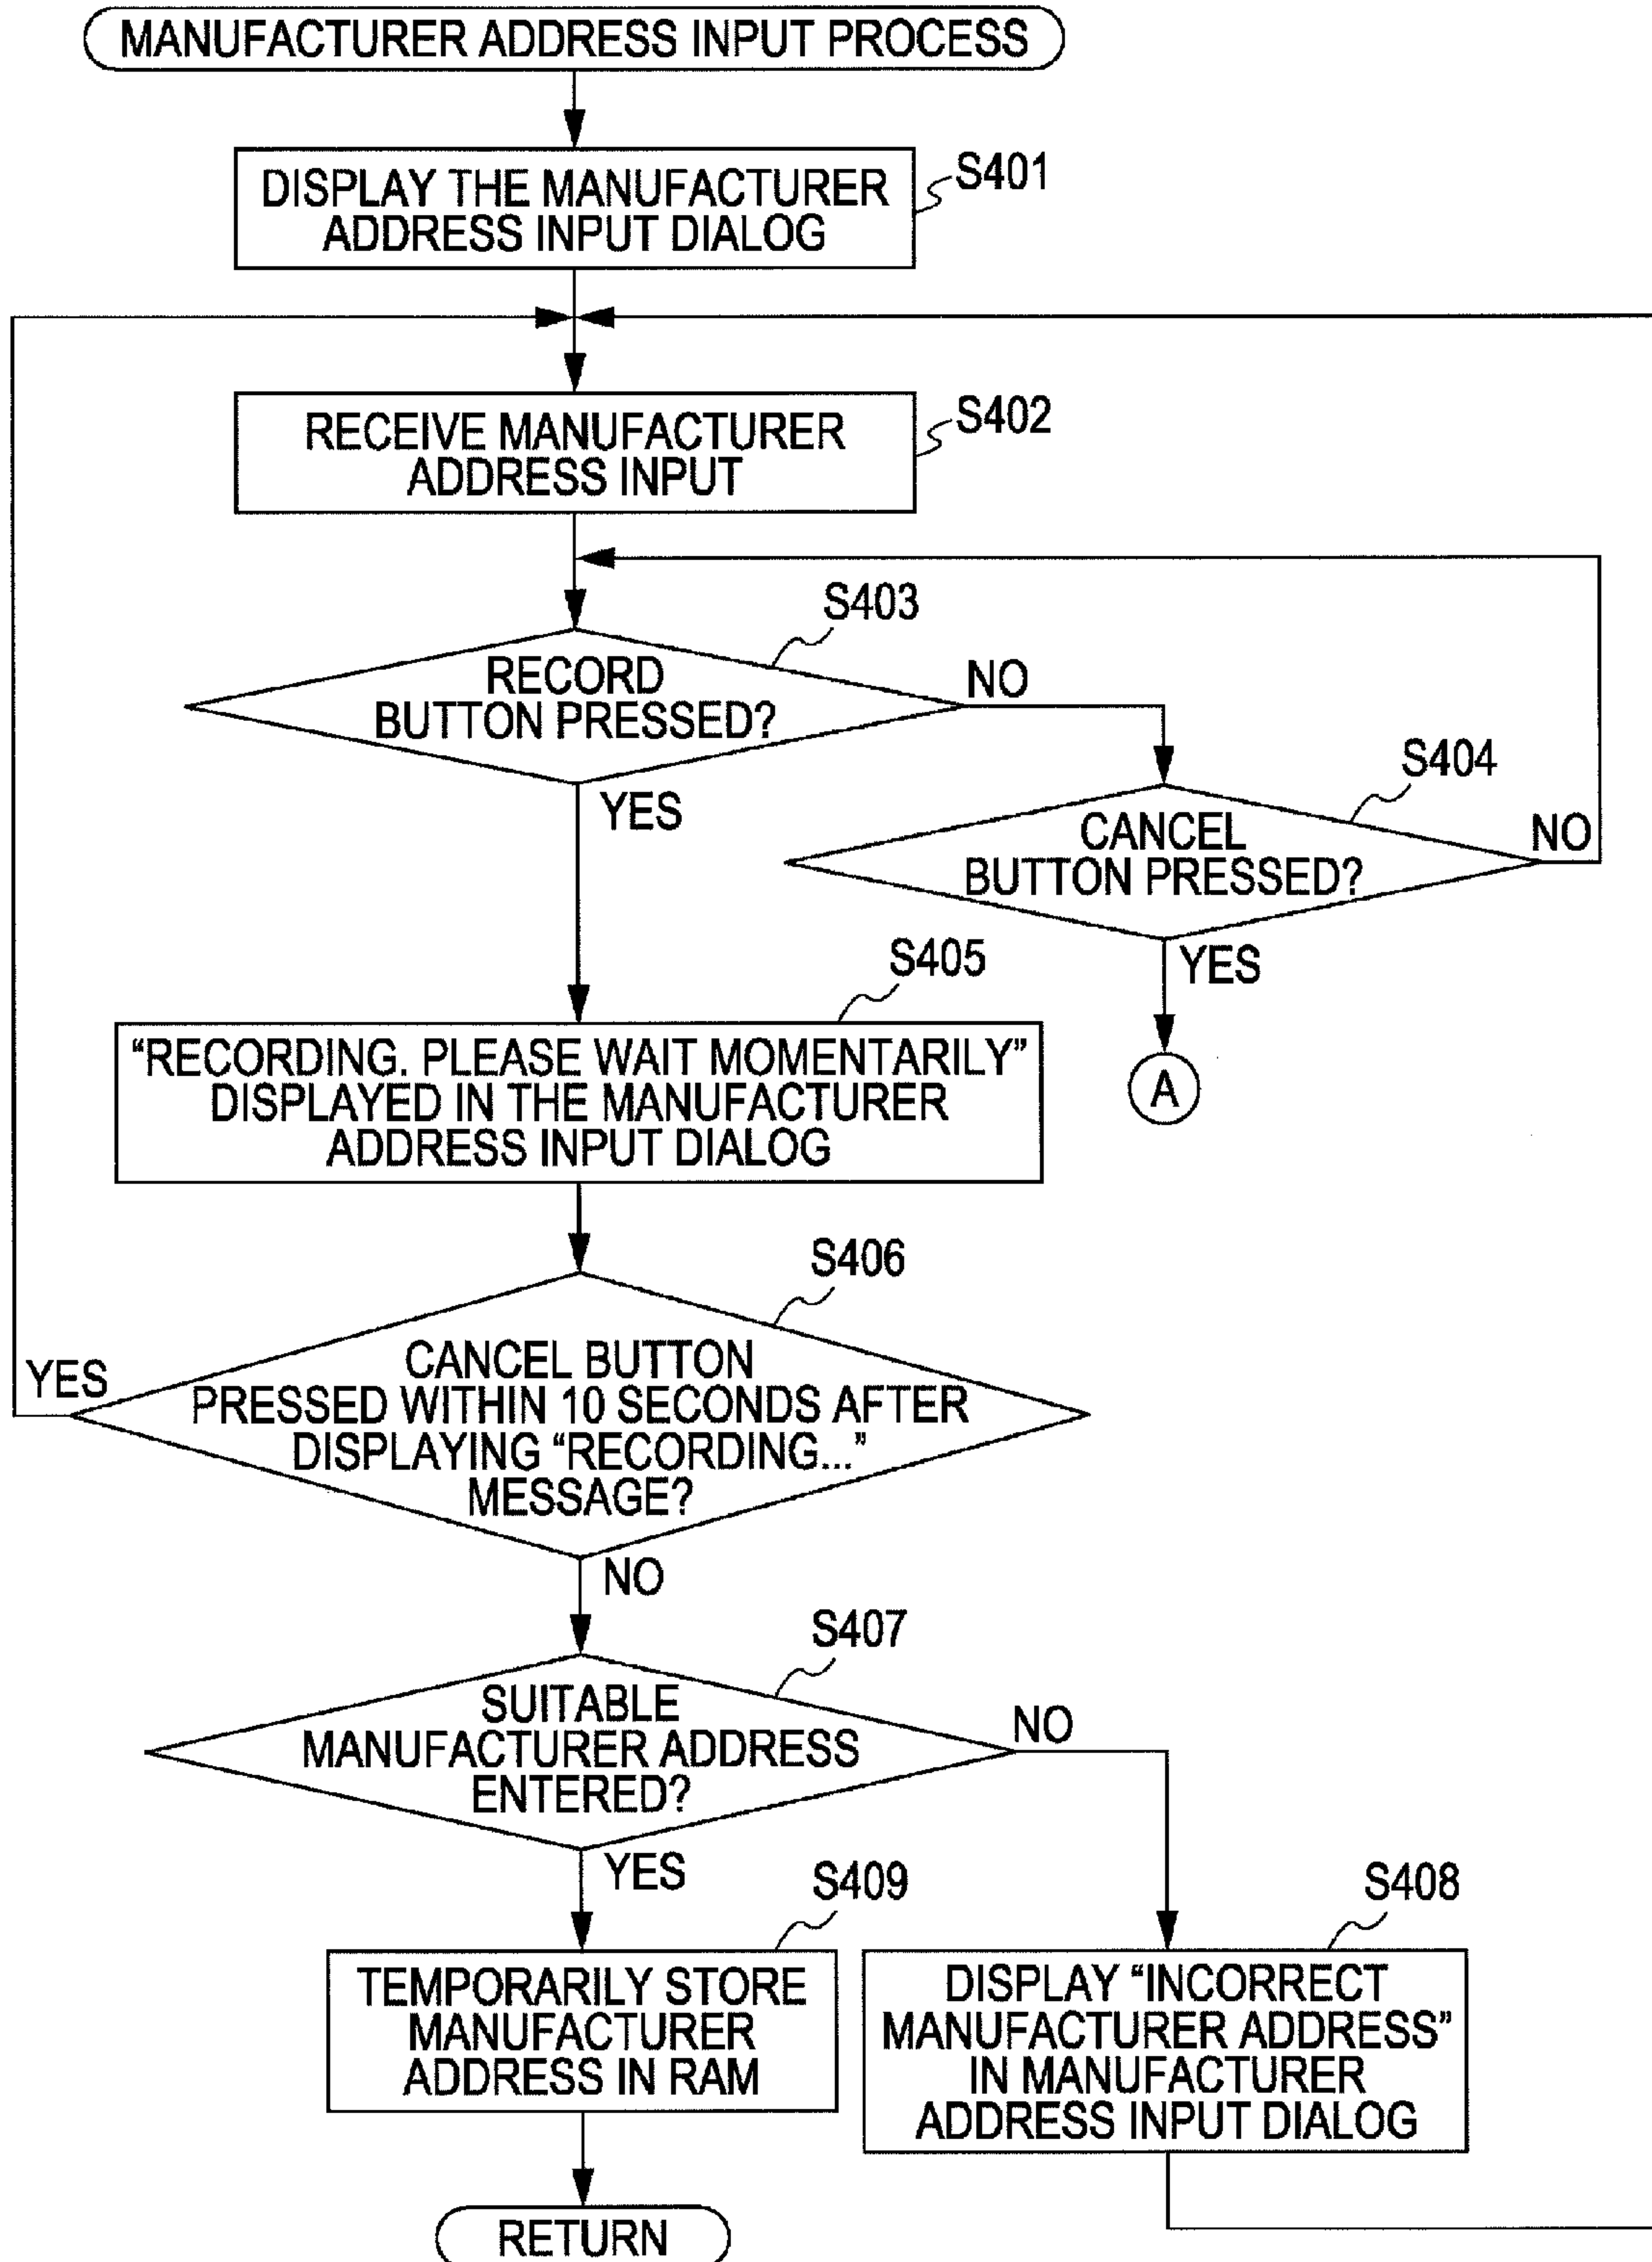 MANUFACTURER ADDRESS INPUT PROCESS
S401
DISPLAY THE MANUFACTURER
ADDRESS INPUT DIALOG
S402
RECEIVE MANUFACTURER
ADDRESS INPUT
S403
RECORD
BUTTON PRESSED?
NO
YES
S404
CANCEL
BUTTON PRESSED?
NO
YES
A
S405
“RECORDING. PLEASE WAIT MOMENTARILY”
DISPLAYED IN THE MANUFACTURER
ADDRESS INPUT DIALOG
S406
CANCEL BUTTON
PRESSED WITHIN 10 SECONDS AFTER
DISPLAYING “RECORDING...”
MESSAGE?
YES
NO
S407
SUITABLE
MANUFACTURER ADDRESS
ENTERED?
NO
YES
S409
TEMPORARILY STORE
MANUFACTURER
ADDRESS IN RAM
S408
DISPLAY “INCORRECT
MANUFACTURER ADDRESS”
IN MANUFACTURER
ADDRESS INPUT DIALOG
RETURN